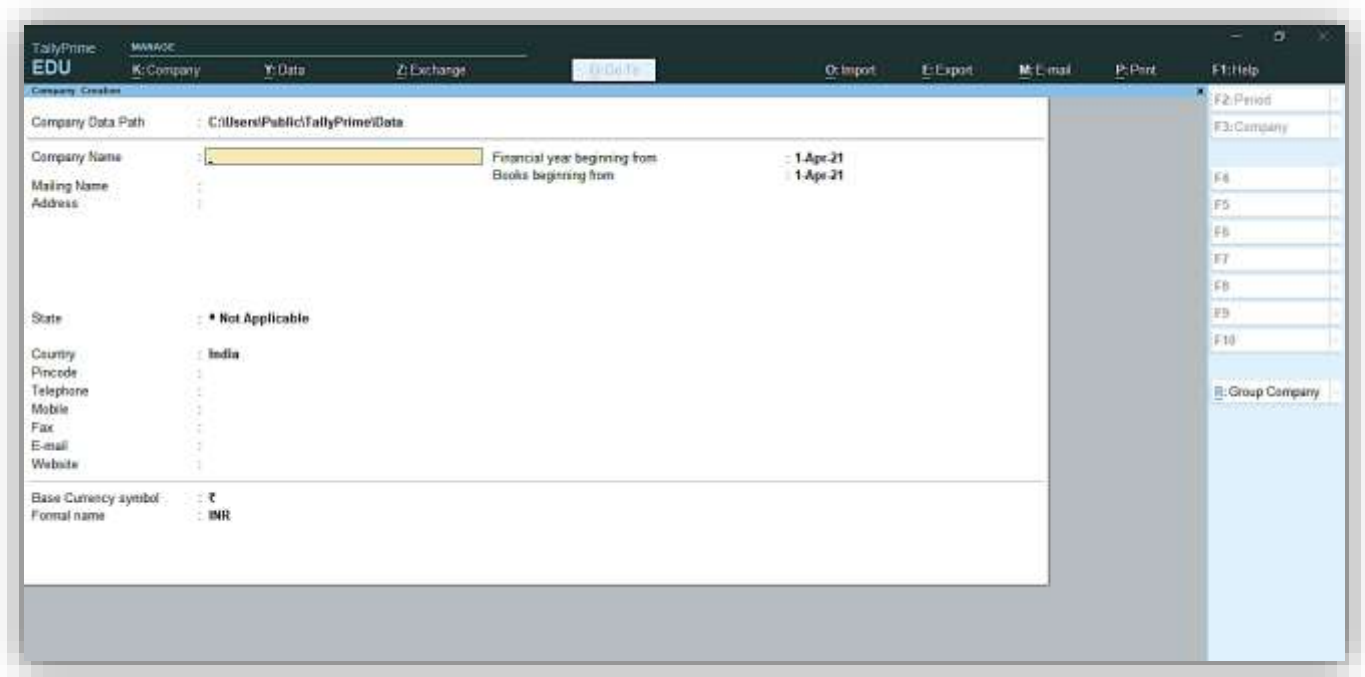 TallyPrime
EDU
MANAGE
K: Company Y: Data Z: Exchange G: Go To O: Import E: Export M: E-mail P: Print F1: Help
Company Creation
Company Data Path : C:\Users\Public\TallyPrime\Data
Company Name : Financial year beginning from : 1-Apr-21
Books beginning from : 1-Apr-21
Mailing Name :
Address :
State : ♦ Not Applicable
Country : India
Pincode :
Telephone :
Mobile :
Fax :
E-mail :
Website :
Base Currency symbol : ₹
Formal name : INR
F2: Period
F3: Company
F4
F5
F6
F7
F8
F9
F10
R: Group Company